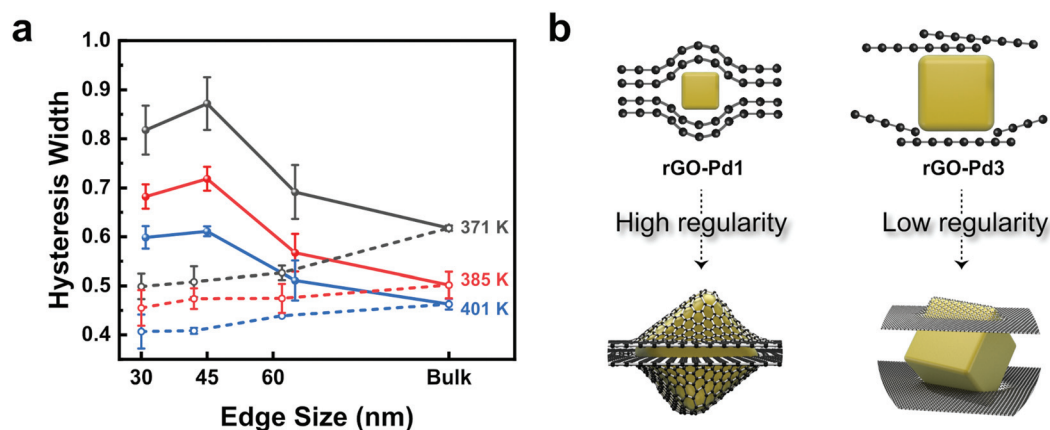 a
1.0
0.9
0.8
0.7
0.6
0.5
0.4
Hysteresis Width
371 K
385 K
401 K
30
45
60
Bulk
Edge Size (nm)
b
rGO-Pd1
rGO-Pd3
High regularity
Low regularity